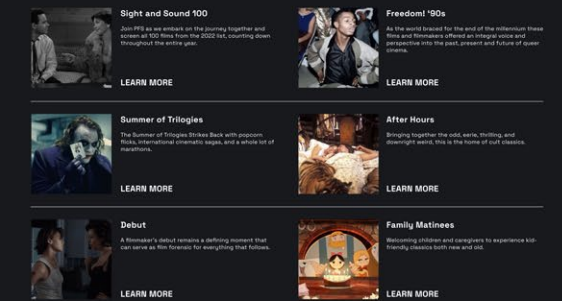 Sight and Sound 100
Join PFS as we embark on the journey together and
screen all 100 films from the 2022 list, counting down
throughout the entire year.
LEARN MORE
Freedom! '90s
As the world braced for the end of the millennium these
films and filmmakers offered an integral voice and
perspective into the past, present and future of queer
cinema.
LEARN MORE
Summer of Trilogies
The Summer of Trilogies Strikes Back with popcorn
flicks, international cinematic sagas, and a whole lot of
marathons.
LEARN MORE
After Hours
Bringing together the odd, eerie, thrilling, and
downright weird, this is the home of cult classics.
LEARN MORE
Debut
A filmmaker's debut remains a defining moment that
can serve as film forensic for everything that follows.
LEARN MORE
Family Matinees
Welcoming children and caregivers to experience kid-
friendly classics both new and old.
LEARN MORE